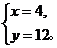 x = 4,
y = 12。